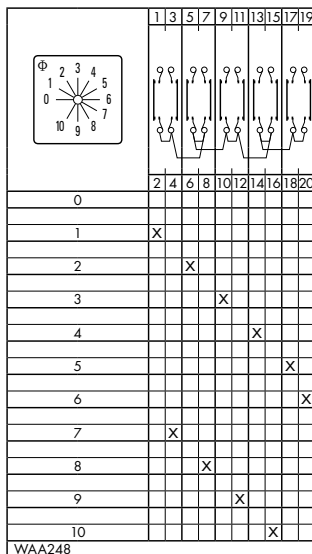 1 3 5 7 9 11 13 15 17 19
Φ
0 1 2 3 4 5 6 7 8 9 10
2 4 6 8 10 12 14 16 18 20
0
1 X
2 X
3 X
4 X
5 X
6 X
7 X
8 X
9 X
10 X
WAA248